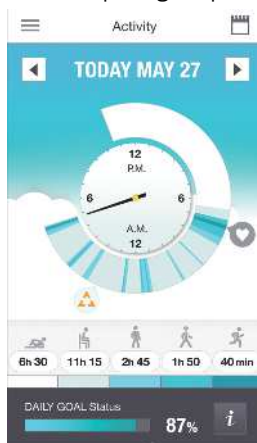 Activity
TODAY MAY 27
12
P.M.
6
6
A.M.
12
6h 30
11h 15
2h 45
1h 50
40 min
DAILY GOAL Status
87%
i